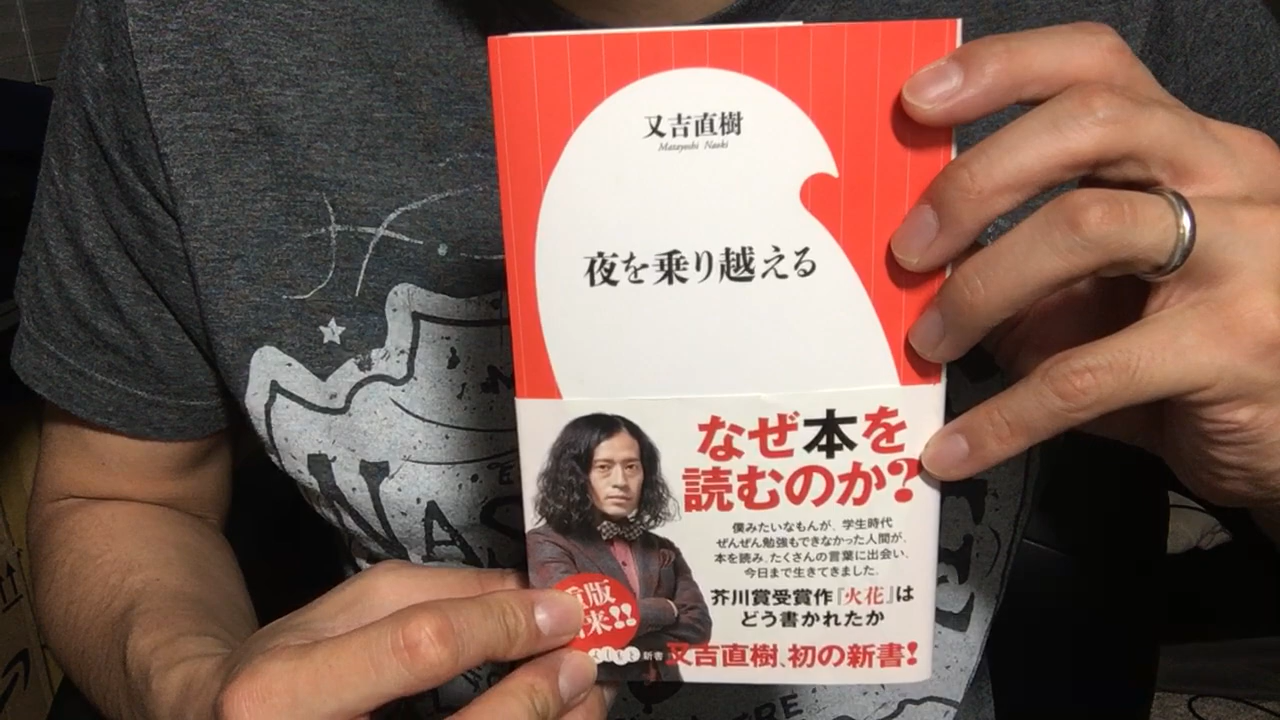 又吉直樹
Matayoshi Naoki
夜を乗り越える
なぜ本を
読むのか?
僕みたいなもんが、学生時代
ぜんぜん勉強もできなかった人間が、
本を読み、たくさんの言葉に出会い、
今日まで生きてきました。
芥川賞受賞作『火花』は
どう書かれたか
版
来!!
新書
又吉直樹、初の新書!